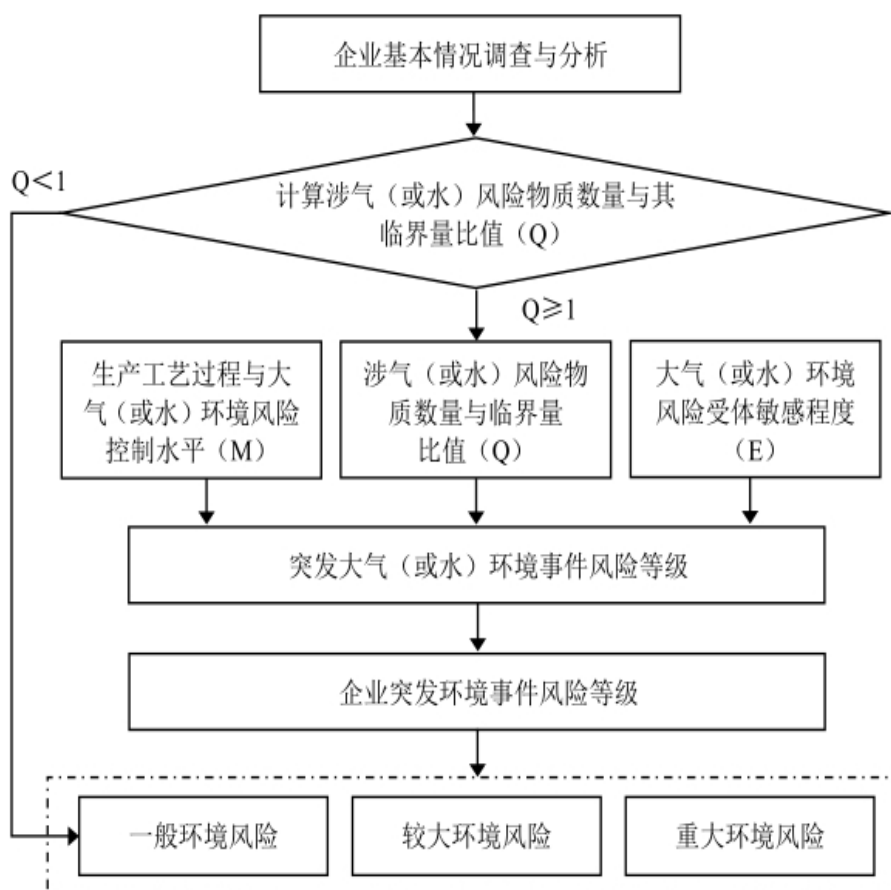 企业基本情况调查与分析
Q＜1
计算涉气（或水）风险物质数量与其
临界量比值（Q）
Q≥1
生产工艺过程与大
气（或水）环境风险
控制水平（M）
涉气（或水）风险物
质数量与临界量
比值（Q）
大气（或水）环境
风险受体敏感程度
（E）
突发大气（或水）环境事件风险等级
企业突发环境事件风险等级
一般环境风险
较大环境风险
重大环境风险